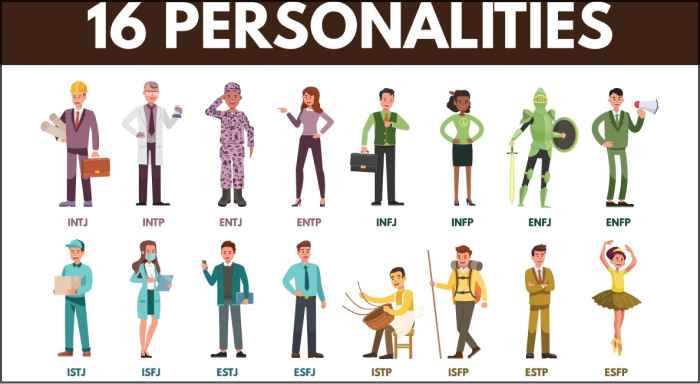 16 PERSONALITIES
INTJ INTP ENTJ ENTP INFJ INFP ENFJ ENFP
ISTJ ISFJ ESTJ ESFJ ISTP ISFP ESTP ESFP